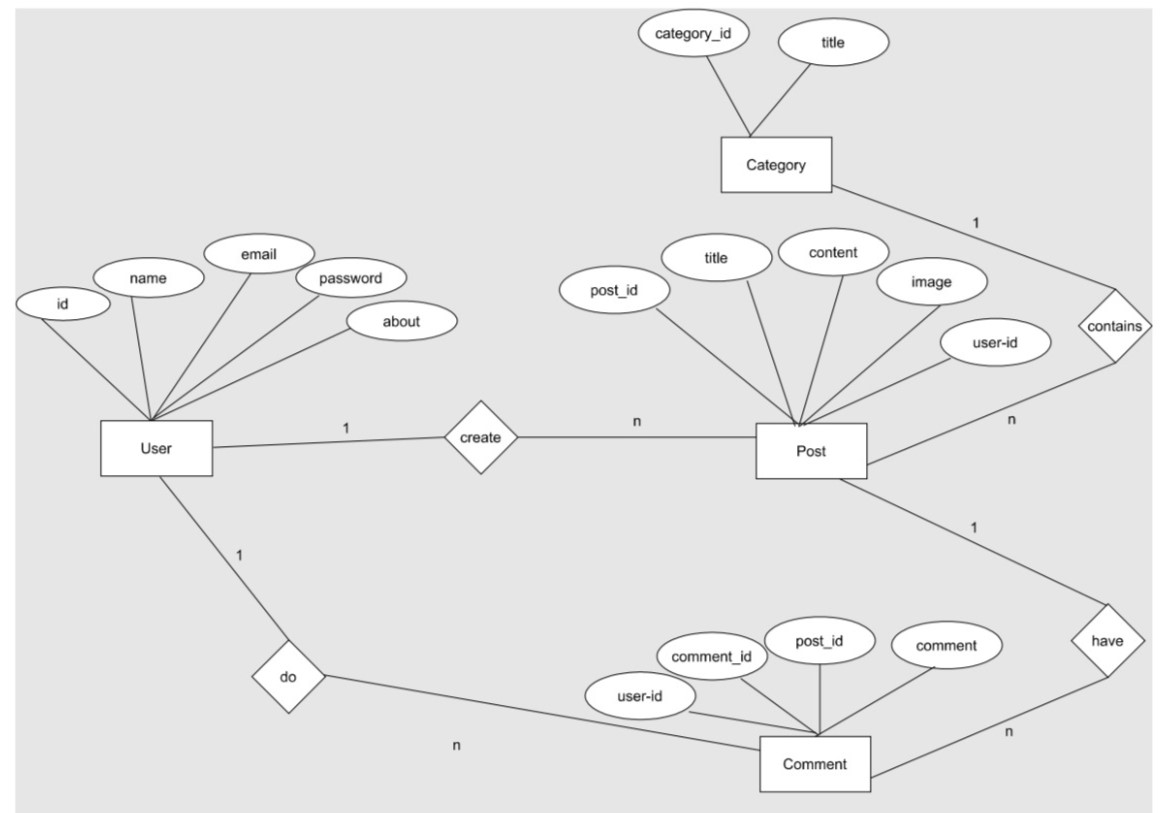 category_id
title
Category
1
email
name
password
id
about
content
title
image
post_id
user-id
contains
n
User
1
create
n
Post
1
1
do
n
post_id
comment
comment_id
user-id
have
n
Comment